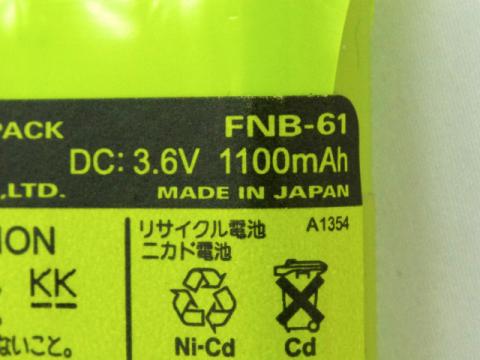 PACK FNB-61
DC: 3.6V 1100mAh
,LTD. MADE IN JAPAN
リサイクル電池 A1354
ニカド電池
ION
KK
Ni-Cd Cd
ないこと。